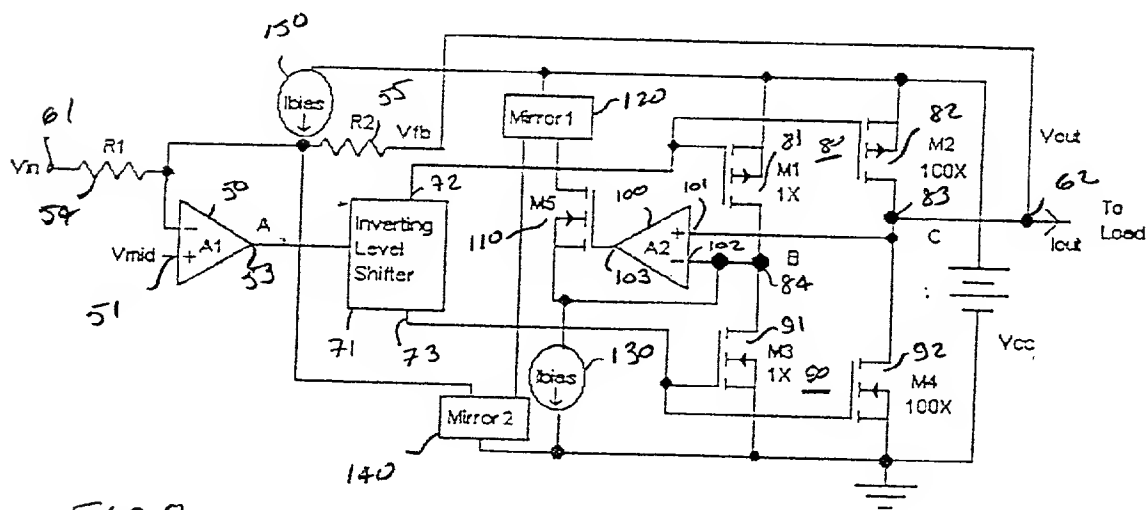 150
61
Ibias
55
120
Vin
R1
R2
Vfb
Mirror 1
82
81
80
M2
100X
Vout
54
50
72
M1
1X
83
62
To
Load
Iout
M5
100
101
110
A
A1
53
Vmid
51
Inverting
Level
Shifter
A2
102
103
B
C
84
71
73
130
Ibias
91
M3
1X
90
92
M4
100X
Vcc
Mirror 2
140